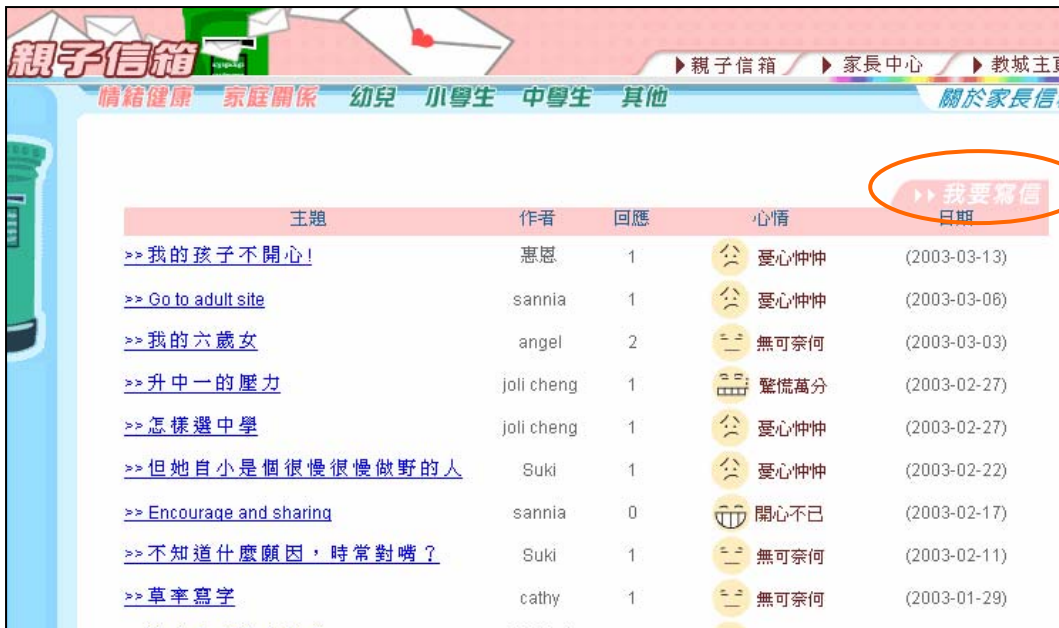 親子信箱
▶親子信箱 ▶家長中心 ▶教城主頁
情緒健康 家庭關係 幼兒 小學生 中學生 其他 關於家長信
▶▶我要寫信
主題 作者 回應 心情 日期
>>我的孩子不開心! 惠恩 1 憂心忡忡 (2003-03-13)
>> Go to adult site sannia 1 憂心忡忡 (2003-03-06)
>>我的六歲女 angel 2 無可奈何 (2003-03-03)
>>升中一的壓力 joli cheng 1 驚慌萬分 (2003-02-27)
>>怎樣選中學 joli cheng 1 憂心忡忡 (2003-02-27)
>>但她自小是個很慢很慢做野的人 Suki 1 憂心忡忡 (2003-02-22)
>> Encourage and sharing sannia 0 開心不已 (2003-02-17)
>>不知道什麼願因，時常對嘴？ Suki 1 無可奈何 (2003-02-11)
>>草率寫字 cathy 1 無可奈何 (2003-01-29)